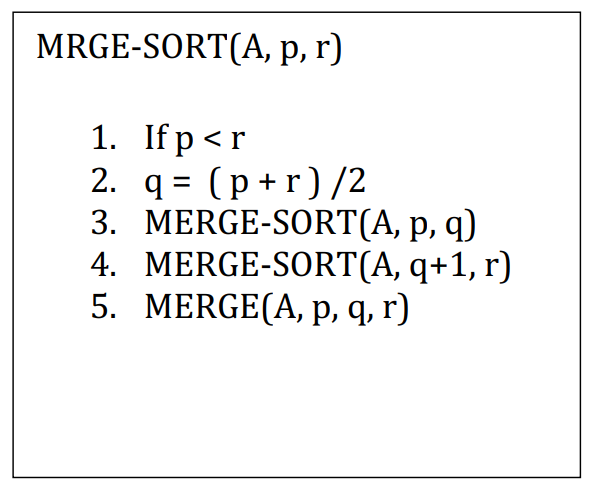 MRGE-SORT(A, p, r)
1. If p < r
2. q = ( p + r ) /2
3. MERGE-SORT(A, p, q)
4. MERGE-SORT(A, q+1, r)
5. MERGE(A, p, q, r)